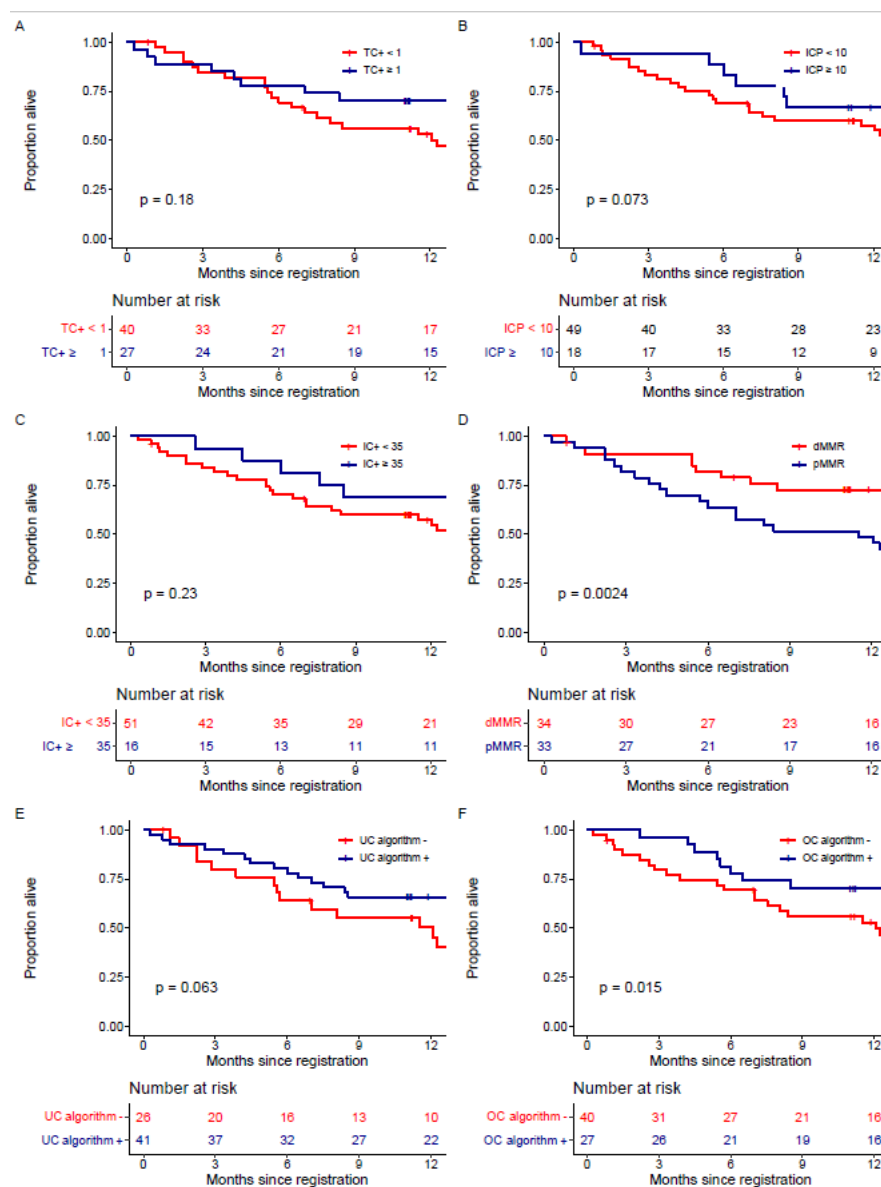 A
1.00
0.75
0.50
0.25
0.00
Proportion alive
TC+ < 1
TC+ ≥ 1
p = 0.18
0 3 6 9 12
Months since registration
Number at risk
TC+ < 1 40 33 27 21 17
TC+ ≥ 1 27 24 21 19 15
0 3 6 9 12
Months since registration
B
1.00
0.75
0.50
0.25
0.00
Proportion alive
ICP < 10
ICP ≥ 10
p = 0.073
0 3 6 9 12
Months since registration
Number at risk
ICP < 10 49 40 33 28 23
ICP ≥ 10 18 17 15 12 9
0 3 6 9 12
Months since registration
C
1.00
0.75
0.50
0.25
0.00
Proportion alive
IC+ < 35
IC+ ≥ 35
p = 0.23
0 3 6 9 12
Months since registration
Number at risk
IC+ < 35 51 42 35 29 21
IC+ ≥ 35 16 15 13 11 11
0 3 6 9 12
Months since registration
D
1.00
0.75
0.50
0.25
0.00
Proportion alive
dMMR
pMMR
p = 0.0024
0 3 6 9 12
Months since registration
Number at risk
dMMR 34 30 27 23 16
pMMR 33 27 21 17 16
0 3 6 9 12
Months since registration
E
1.00
0.75
0.50
0.25
0.00
Proportion alive
UC algorithm -
UC algorithm +
p = 0.063
0 3 6 9 12
Months since registration
Number at risk
UC algorithm - 26 20 16 13 10
UC algorithm + 41 37 32 27 22
0 3 6 9 12
Months since registration
F
1.00
0.75
0.50
0.25
0.00
Proportion alive
OC algorithm -
OC algorithm +
p = 0.015
0 3 6 9 12
Months since registration
Number at risk
OC algorithm - 40 31 27 21 16
OC algorithm + 27 26 21 19 16
0 3 6 9 12
Months since registration